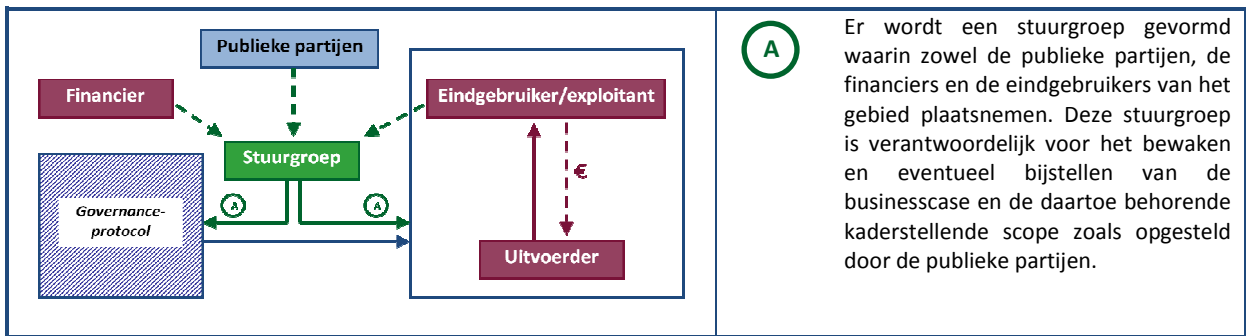 Publieke partijen
Financier
Eindgebruiker/exploitant
Stuurgroep
€
A
A
Governance-
protocol
Uitvoerder
A
Er wordt een stuurgroep gevormd
waarin zowel de publieke partijen, de
financiers en de eindgebruikers van het
gebied plaatsnemen. Deze stuurgroep
is verantwoordelijk voor het bewaken
en eventueel bijstellen van de
businesscase en de daartoe behorende
kaderstellende scope zoals opgesteld
door de publieke partijen.